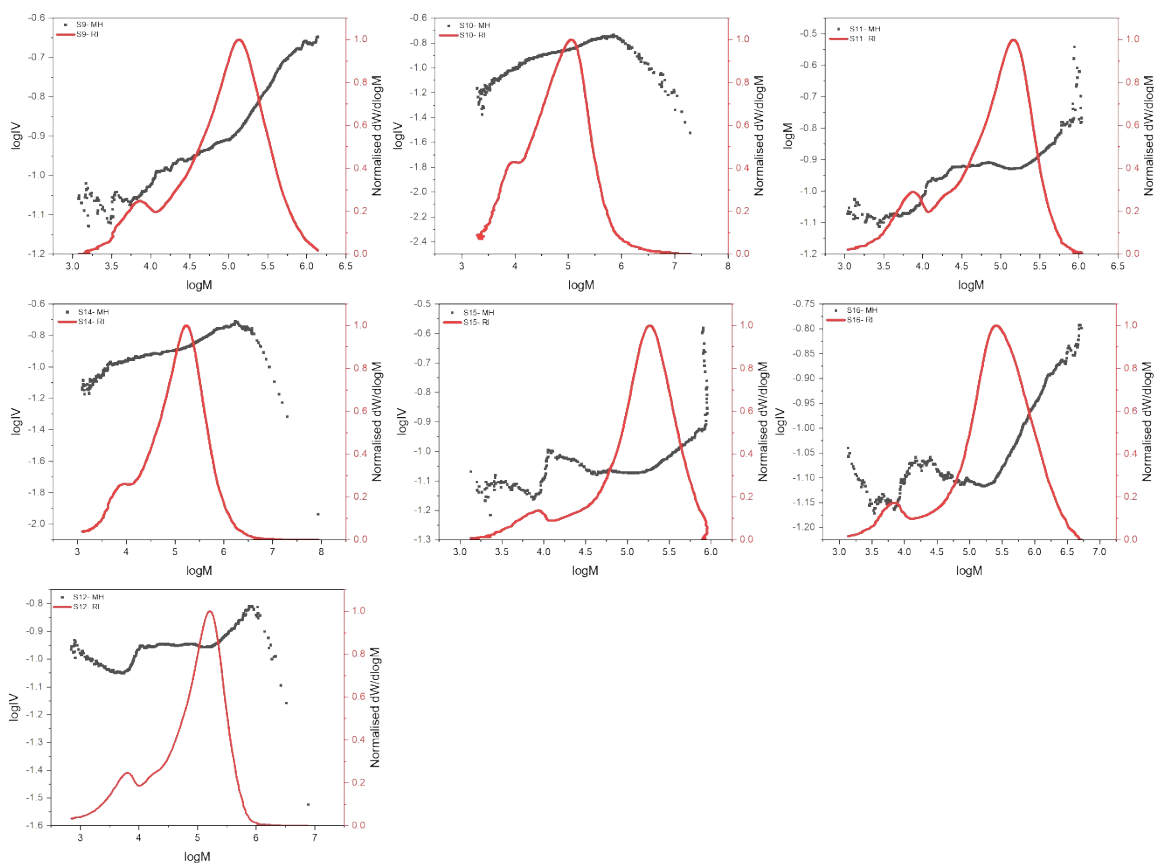 S9- MH
S9- RI
logIV
-0.6
-0.7
-0.8
-0.9
-1.0
-1.1
-1.2
3.0 3.5 4.0 4.5 5.0 5.5 6.0 6.5
logM
1.0
0.8
0.6
0.4
0.2
0.0
Normalised dW/dlogM
S10- MH
S10- RI
logIV
-0.6
-0.8
-1.0
-1.2
-1.4
-1.6
-1.8
-2.0
-2.2
-2.4
3 4 5 6 7 8
logM
1.0
0.8
0.6
0.4
0.2
0.0
Normalised dW/dlogM
S11- MH
S11- RI
logM
-0.5
-0.6
-0.7
-0.8
-0.9
-1.0
-1.1
-1.2
3.0 3.5 4.0 4.5 5.0 5.5 6.0 6.5
logM
1.0
0.8
0.6
0.4
0.2
0.0
Normalised dW/dlogM
S14- MH
S14- RI
logIV
-0.6
-0.8
-1.0
-1.2
-1.4
-1.6
-1.8
-2.0
3 4 5 6 7 8
logM
1.0
0.8
0.6
0.4
0.2
0.0
Normalised dW/dlogM
S15- MH
S15- RI
logIV
-0.5
-0.6
-0.7
-0.8
-0.9
-1.0
-1.1
-1.2
-1.3
3.0 3.5 4.0 4.5 5.0 5.5 6.0
logM
1.0
0.8
0.6
0.4
0.2
0.0
Normalised dW/dlogM
S16- MH
S16- RI
logIV
-0.75
-0.80
-0.85
-0.90
-0.95
-1.00
-1.05
-1.10
-1.15
-1.20
3.0 3.5 4.0 4.5 5.0 5.5 6.0 6.5 7.0
logM
1.0
0.8
0.6
0.4
0.2
0.0
Normalised dW/dlogM
S12- MH
S12- RI
logIV
-0.8
-0.9
-1.0
-1.1
-1.2
-1.3
-1.4
-1.5
-1.6
3 4 5 6 7
logM
1.0
0.8
0.6
0.4
0.2
0.0
Normalised dW/dlogM